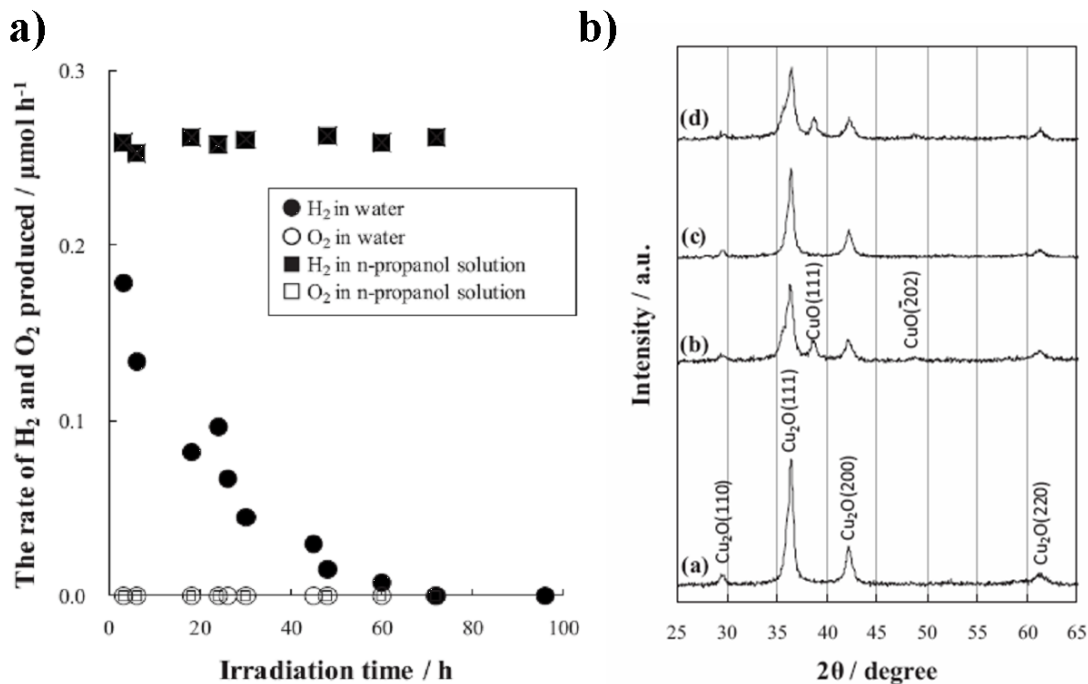 a)
The rate of H₂ and O₂ produced / μmol h⁻¹
0.3
0.2
0.1
0.0
H₂ in water
O₂ in water
H₂ in n-propanol solution
O₂ in n-propanol solution
0 20 40 60 80 100
Irradiation time / h
b)
Intensity / a.u.
(d)
(c)
(b)
CuO(111)
CuO(2̄02)
(a)
Cu₂O(110)
Cu₂O(111)
Cu₂O(200)
Cu₂O(220)
25 30 35 40 45 50 55 60 65
2θ / degree